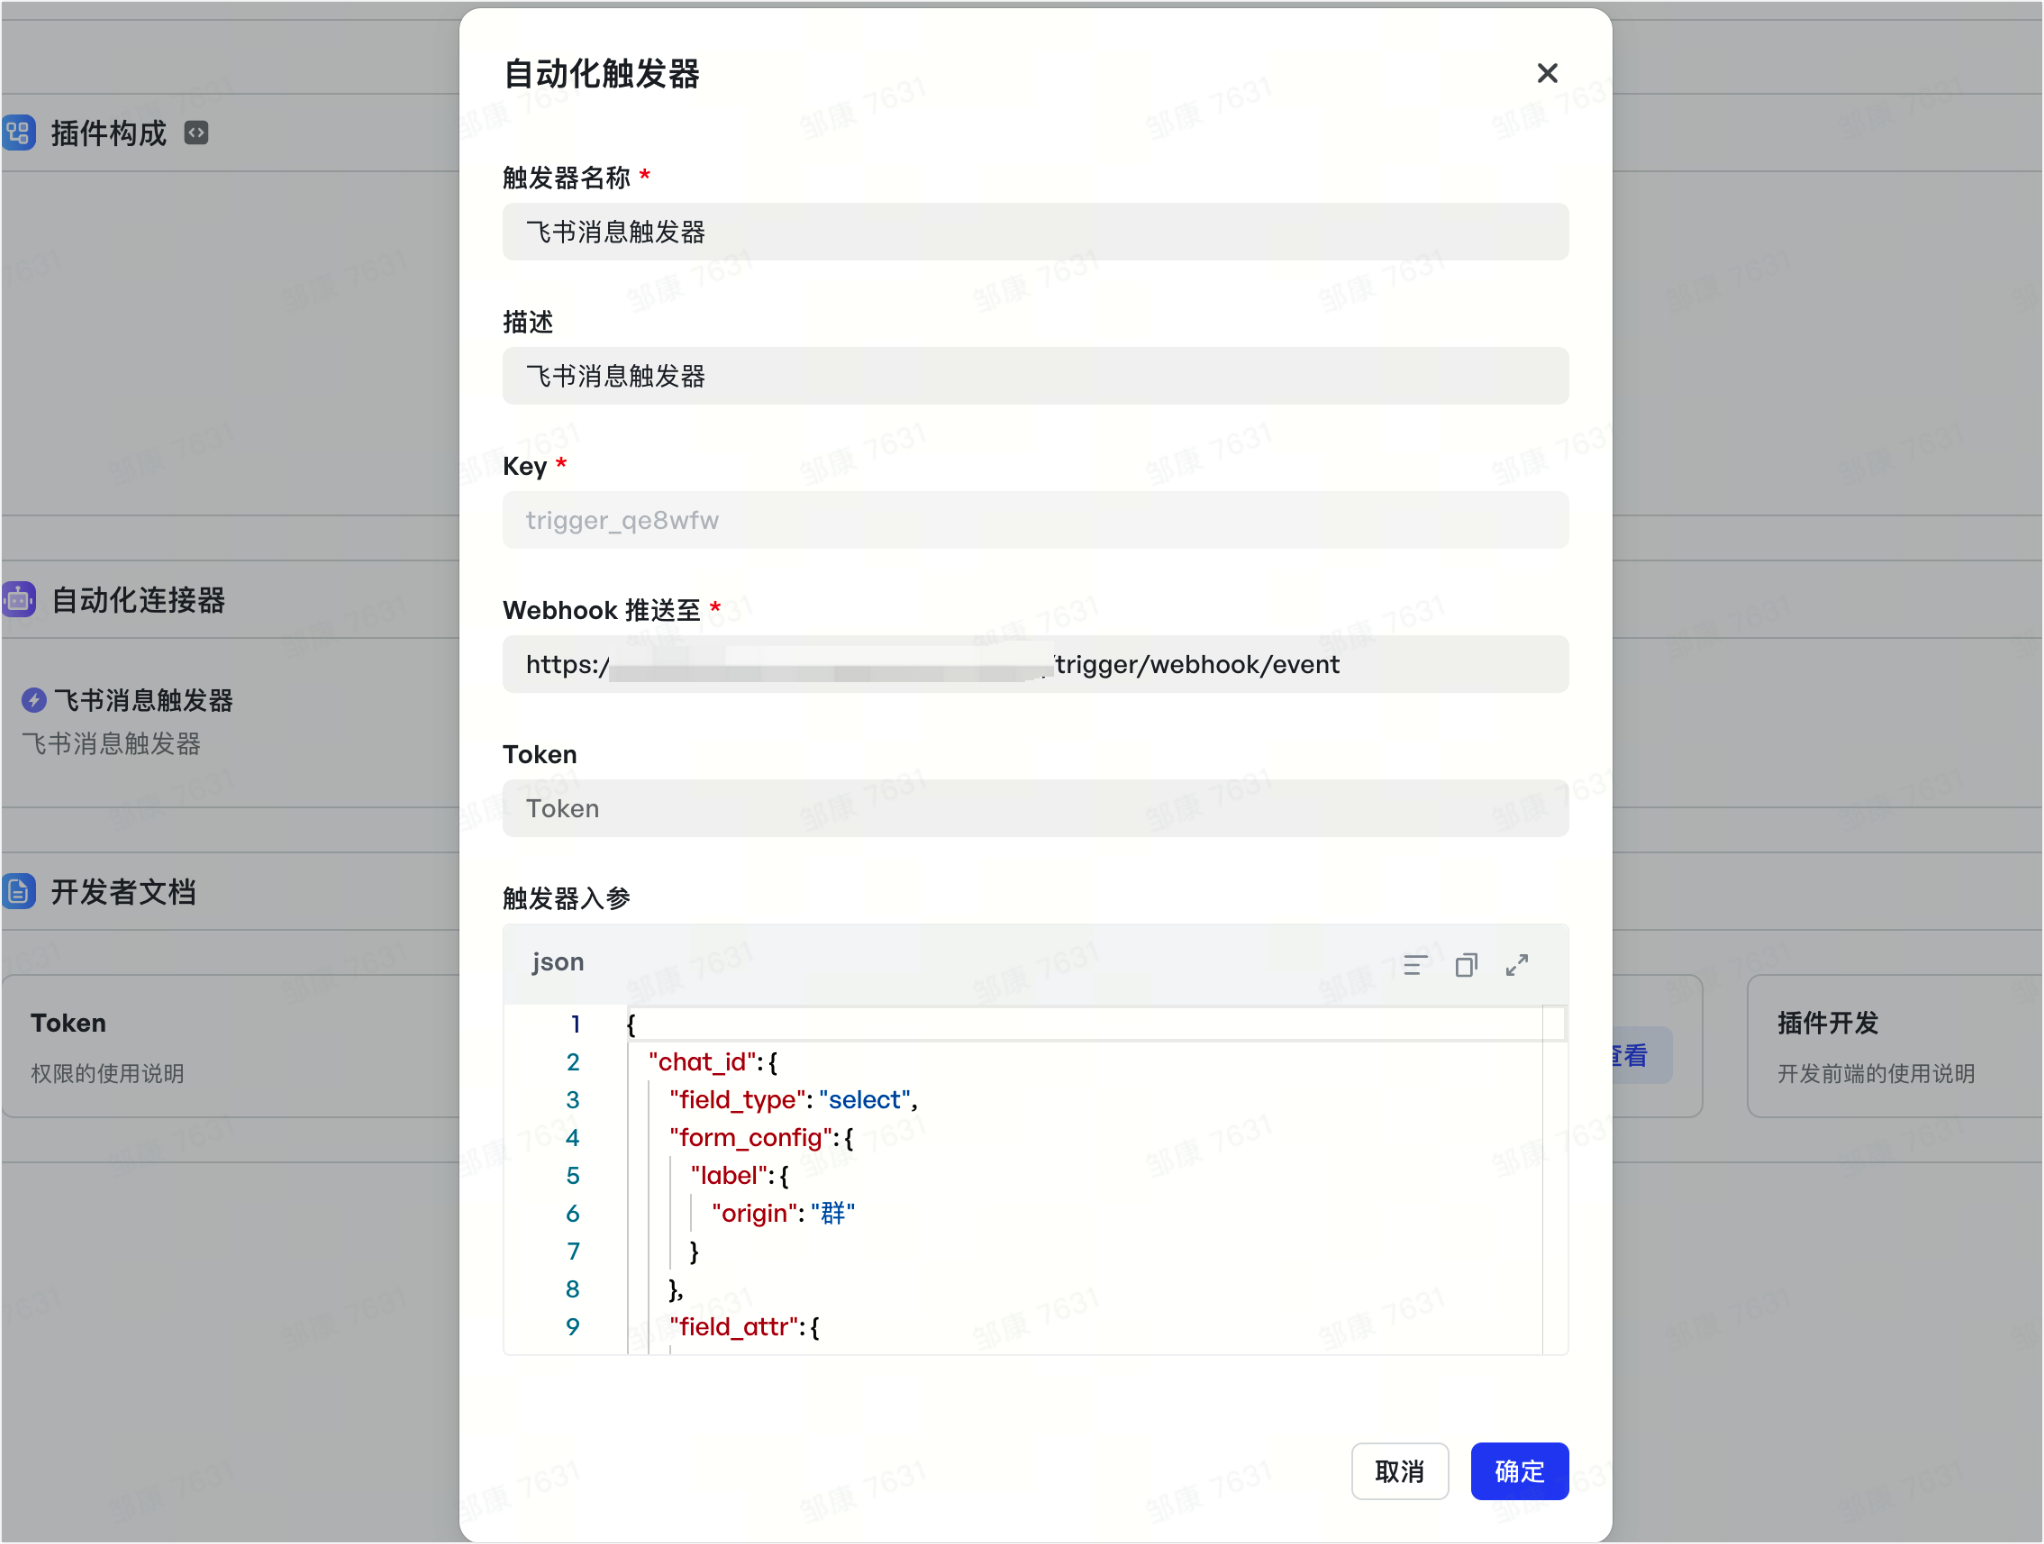 自动化触发器
插件构成
触发器名称 *
飞书消息触发器
描述
飞书消息触发器
Key *
trigger_qe8wfw
自动化连接器
Webhook 推送至 *
https:/
/trigger/webhook/event
飞书消息触发器
飞书消息触发器
Token
Token
开发者文档
触发器入参
json
Token
权限的使用说明
查看
插件开发
开发前端的使用说明
1 {
2 "chat_id": {
3 "field_type": "select",
4 "form_config": {
5 "label": {
6 "origin": "群"
7 }
8 },
9 "field_attr": {
取消
确定
邹康 7631